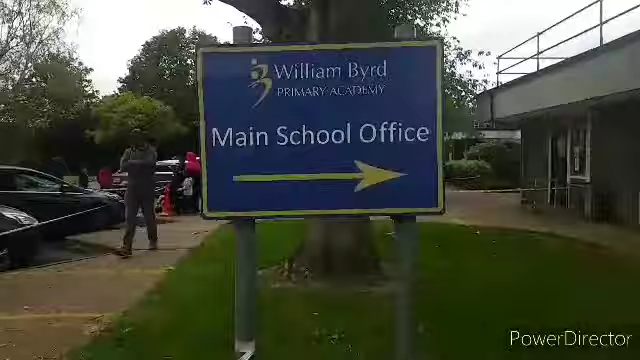 William Byrd
PRIMARY ACADEMY
Main School Office
PowerDirector